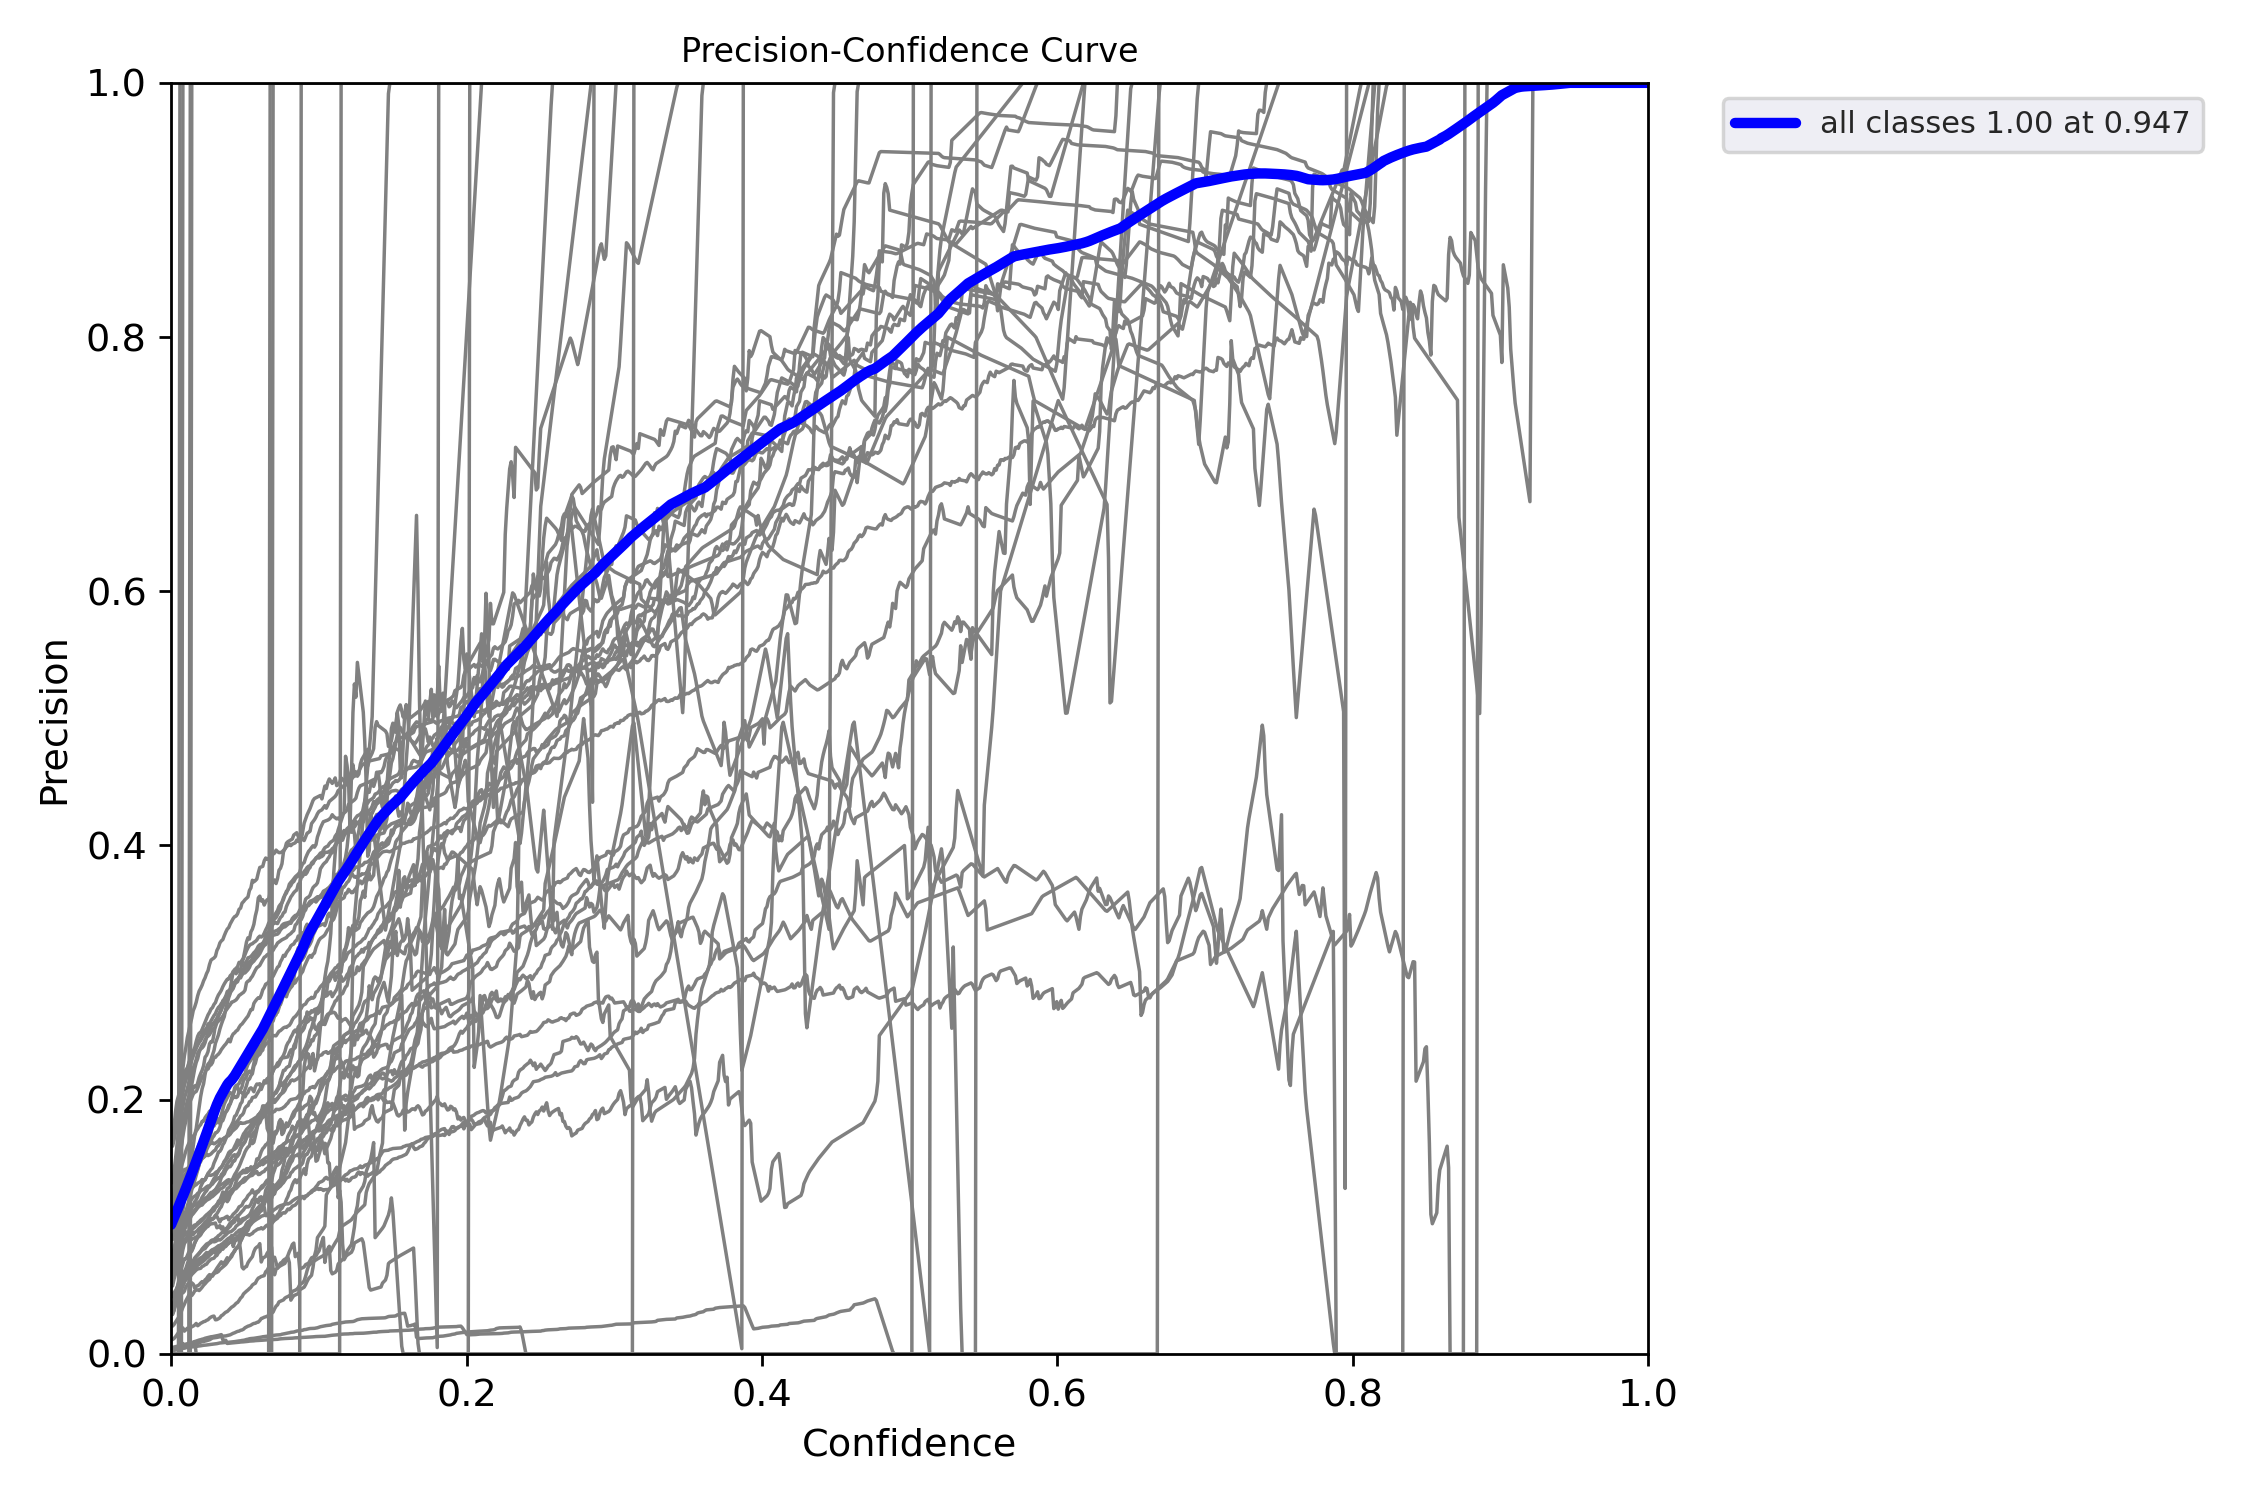 Precision-Confidence Curve
all classes 1.00 at 0.947
Precision
1.0
0.8
0.6
0.4
0.2
0.0
0.0 0.2 0.4 0.6 0.8 1.0
Confidence